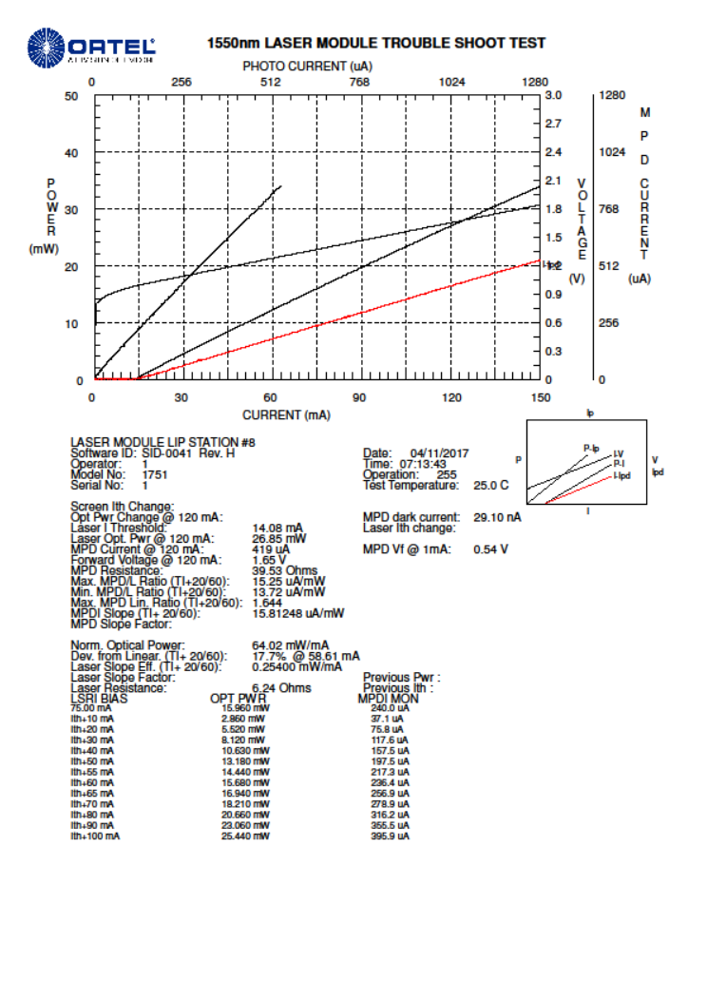 ORTEL
A DIVISION OF EMCORE
1550nm LASER MODULE TROUBLE SHOOT TEST
PHOTO CURRENT (uA)
0 256 512 768 1024 1280
50 40 30 20 10 0
POWER
(mW)
3.0 2.7 2.4 2.1 1.8 1.5 1.2 0.9 0.6 0.3 0
VOLTAGE
(V)
1280 1024 768 512 256 0
MPD CURRENT
(uA)
0 30 60 90 120 150
CURRENT (mA)
Ip
P
P-Ip
I-V
P-I
I-Ipd
V
Ipd
I
LASER MODULE LIP STATION #8
Software ID: SID-0041 Rev. H
Operator: 1
Model No: 1751
Serial No: 1
Date: 04/11/2017
Time: 07:13:43
Operation: 255
Test Temperature: 25.0 C
Screen Ith Change:
Opt Pwr Change @ 120 mA:
Laser I Threshold: 14.08 mA
Laser Opt. Pwr @ 120 mA: 26.85 mW
MPD Current @ 120 mA: 419 uA
Forward Voltage @ 120 mA: 1.65 V
MPD Resistance: 39.53 Ohms
Max. MPD/L Ratio (TI+20/60): 15.25 uA/mW
Min. MPD/L Ratio (TI+20/60): 13.72 uA/mW
Max. MPD Lin. Ratio (TI+20/60): 1.644
MPDI Slope (TI+ 20/60): 15.81248 uA/mW
MPD Slope Factor:
MPD dark current: 29.10 nA
Laser Ith change:
MPD Vf @ 1mA: 0.54 V
Norm. Optical Power: 64.02 mW/mA
Dev. from Linear. (TI+ 20/60): 17.7% @ 58.61 mA
Laser Slope Eff. (TI+ 20/60): 0.25400 mW/mA
Laser Slope Factor:
Laser Resistance: 6.24 Ohms
Previous Pwr :
Previous Ith :
LSRI BIAS OPT PWR MPDI MON
75.00 mA 15.960 mW 240.0 uA
Ith+10 mA 2.860 mW 37.1 uA
Ith+20 mA 5.520 mW 75.8 uA
Ith+30 mA 8.120 mW 117.6 uA
Ith+40 mA 10.630 mW 157.5 uA
Ith+50 mA 13.180 mW 197.5 uA
Ith+55 mA 14.440 mW 217.3 uA
Ith+60 mA 15.680 mW 236.4 uA
Ith+65 mA 16.940 mW 256.9 uA
Ith+70 mA 18.210 mW 278.9 uA
Ith+80 mA 20.660 mW 316.2 uA
Ith+90 mA 23.060 mW 355.5 uA
Ith+100 mA 25.440 mW 395.9 uA